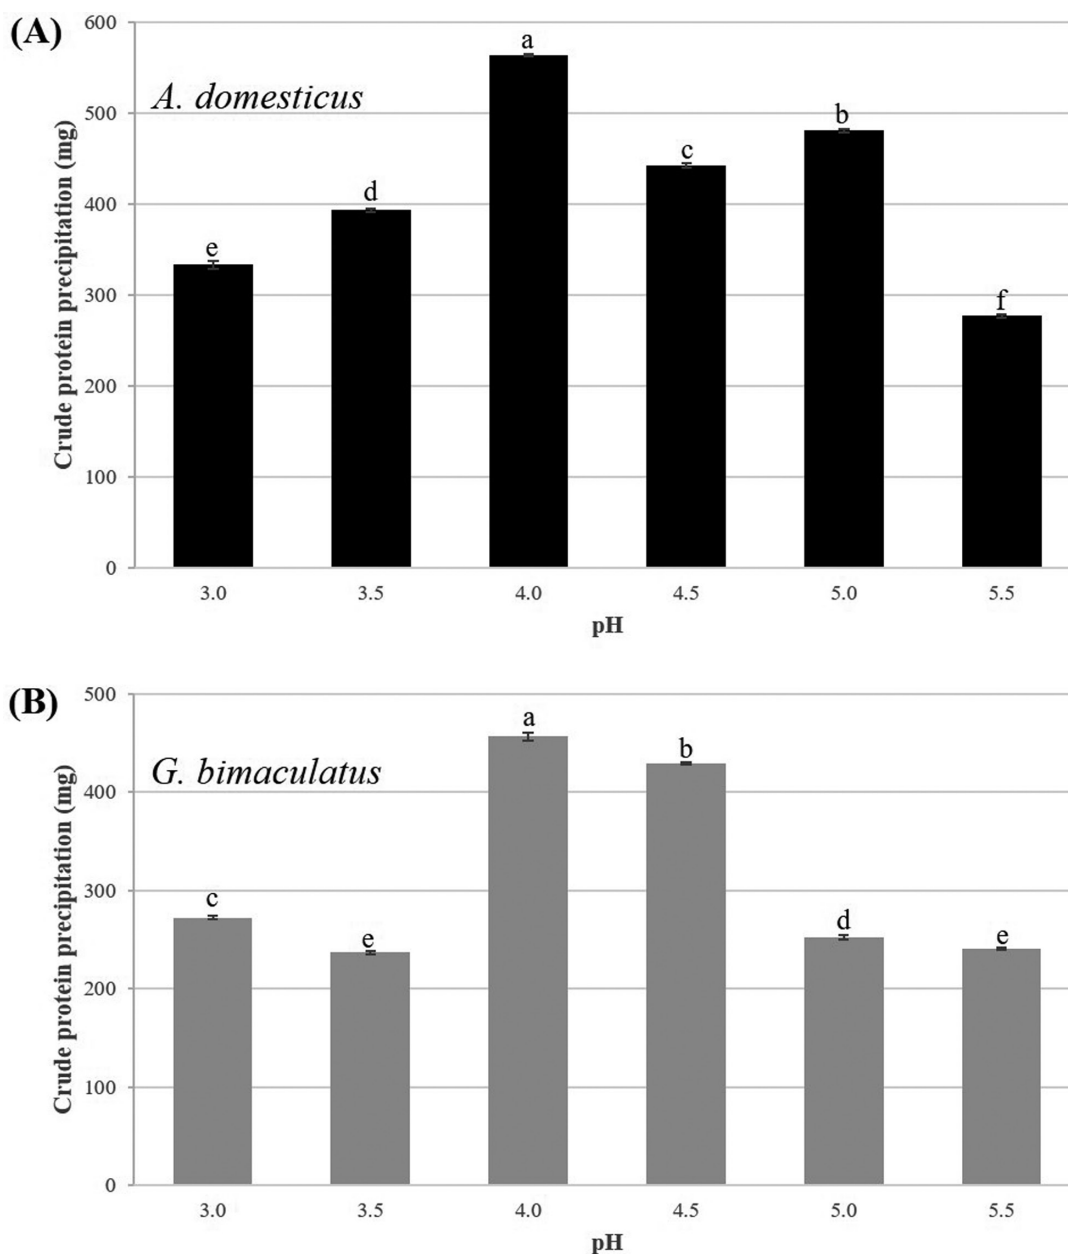 (A)
600
500
400
300
200
100
0
Crude protein precipitation (mg)
A. domesticus
e
d
a
c
b
f
3.0 3.5 4.0 4.5 5.0 5.5
pH
(B)
500
400
300
200
100
0
Crude protein precipitation (mg)
G. bimaculatus
c
e
a
b
d
e
3.0 3.5 4.0 4.5 5.0 5.5
pH